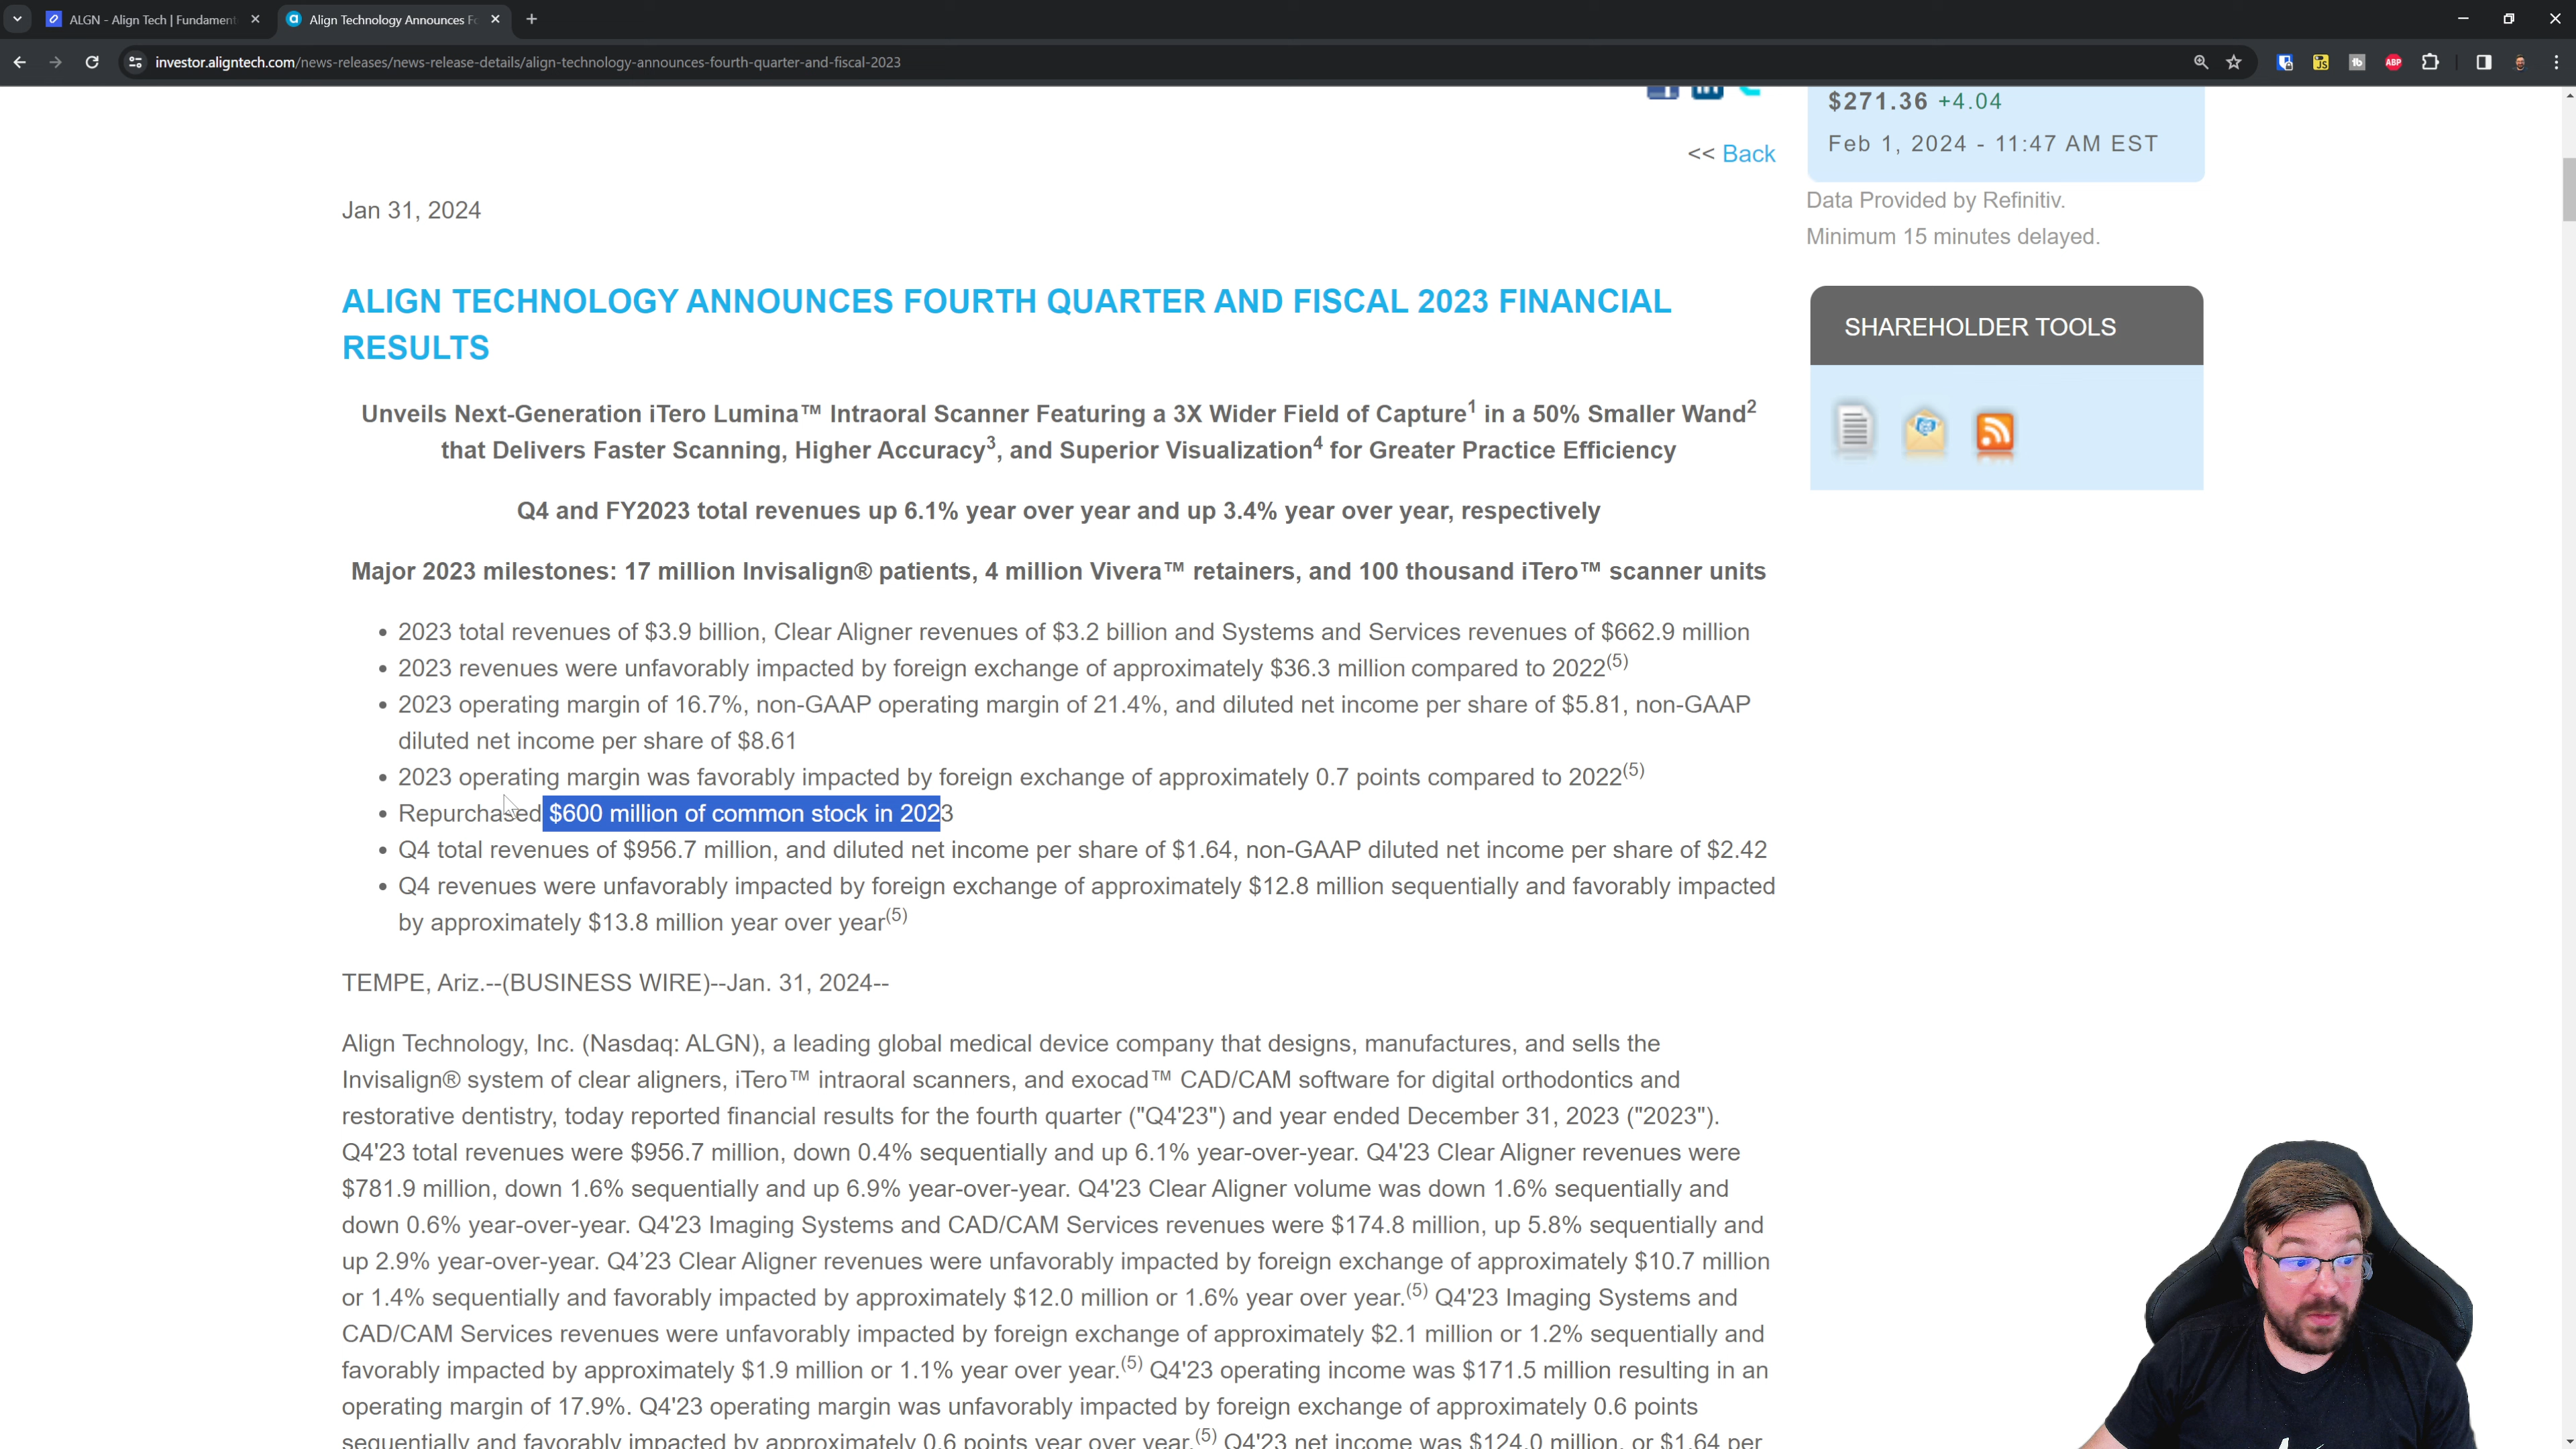 ALGN - Align Tech | Fundament
Align Technology Announces Fo
investor.aligntech.com/news-releases/news-release-details/align-technology-announces-fourth-quarter-and-fiscal-2023
JS
tb
ABP
$271.36 +4.04
<< Back
Feb 1, 2024 - 11:47 AM EST
Data Provided by Refinitiv.
Minimum 15 minutes delayed.
Jan 31, 2024
ALIGN TECHNOLOGY ANNOUNCES FOURTH QUARTER AND FISCAL 2023 FINANCIAL
RESULTS
SHAREHOLDER TOOLS
Unveils Next-Generation iTero Lumina™ Intraoral Scanner Featuring a 3X Wider Field of Capture1 in a 50% Smaller Wand2
that Delivers Faster Scanning, Higher Accuracy3, and Superior Visualization4 for Greater Practice Efficiency
Q4 and FY2023 total revenues up 6.1% year over year and up 3.4% year over year, respectively
Major 2023 milestones: 17 million Invisalign® patients, 4 million Vivera™ retainers, and 100 thousand iTero™ scanner units
• 2023 total revenues of $3.9 billion, Clear Aligner revenues of $3.2 billion and Systems and Services revenues of $662.9 million
• 2023 revenues were unfavorably impacted by foreign exchange of approximately $36.3 million compared to 2022(5)
• 2023 operating margin of 16.7%, non-GAAP operating margin of 21.4%, and diluted net income per share of $5.81, non-GAAP
diluted net income per share of $8.61
• 2023 operating margin was favorably impacted by foreign exchange of approximately 0.7 points compared to 2022(5)
• Repurchased $600 million of common stock in 2023
• Q4 total revenues of $956.7 million, and diluted net income per share of $1.64, non-GAAP diluted net income per share of $2.42
• Q4 revenues were unfavorably impacted by foreign exchange of approximately $12.8 million sequentially and favorably impacted
by approximately $13.8 million year over year(5)
TEMPE, Ariz.--(BUSINESS WIRE)--Jan. 31, 2024--
Align Technology, Inc. (Nasdaq: ALGN), a leading global medical device company that designs, manufactures, and sells the
Invisalign® system of clear aligners, iTero™ intraoral scanners, and exocad™ CAD/CAM software for digital orthodontics and
restorative dentistry, today reported financial results for the fourth quarter ("Q4'23") and year ended December 31, 2023 ("2023").
Q4'23 total revenues were $956.7 million, down 0.4% sequentially and up 6.1% year-over-year. Q4'23 Clear Aligner revenues were
$781.9 million, down 1.6% sequentially and up 6.9% year-over-year. Q4'23 Clear Aligner volume was down 1.6% sequentially and
down 0.6% year-over-year. Q4'23 Imaging Systems and CAD/CAM Services revenues were $174.8 million, up 5.8% sequentially and
up 2.9% year-over-year. Q4’23 Clear Aligner revenues were unfavorably impacted by foreign exchange of approximately $10.7 million
or 1.4% sequentially and favorably impacted by approximately $12.0 million or 1.6% year over year.(5) Q4'23 Imaging Systems and
CAD/CAM Services revenues were unfavorably impacted by foreign exchange of approximately $2.1 million or 1.2% sequentially and
favorably impacted by approximately $1.9 million or 1.1% year over year.(5) Q4'23 operating income was $171.5 million resulting in an
operating margin of 17.9%. Q4'23 operating margin was unfavorably impacted by foreign exchange of approximately 0.6 points
sequentially and favorably impacted by approximately 0.6 points year over year.(5) Q4'23 net income was $124.0 million, or $1.64 per